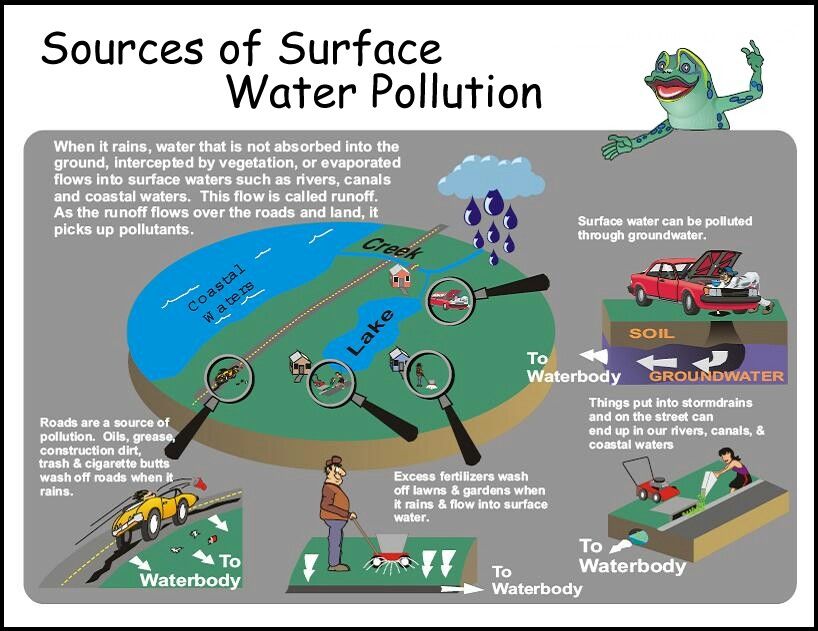 Sources of Surface
Water Pollution
When it rains, water that is not absorbed into the
ground, intercepted by vegetation, or evaporated
flows into surface waters such as rivers, canals
and coastal waters. This flow is called runoff.
As the runoff flows over the roads and land, it
picks up pollutants.
Creek
Coastal
Waters
Lake
Surface water can be polluted
through groundwater.
SOIL
GROUNDWATER
To
Waterbody
Roads are a source of
pollution. Oils, grease,
construction dirt,
trash & cigarette butts
wash off roads when it
rains.
To
Waterbody
Excess fertilizers wash
off lawns & gardens when
it rains & flow into surface
water.
To
Waterbody
Things put into stormdrains
and on the street can
end up in our rivers, canals, &
coastal waters
To
Waterbody